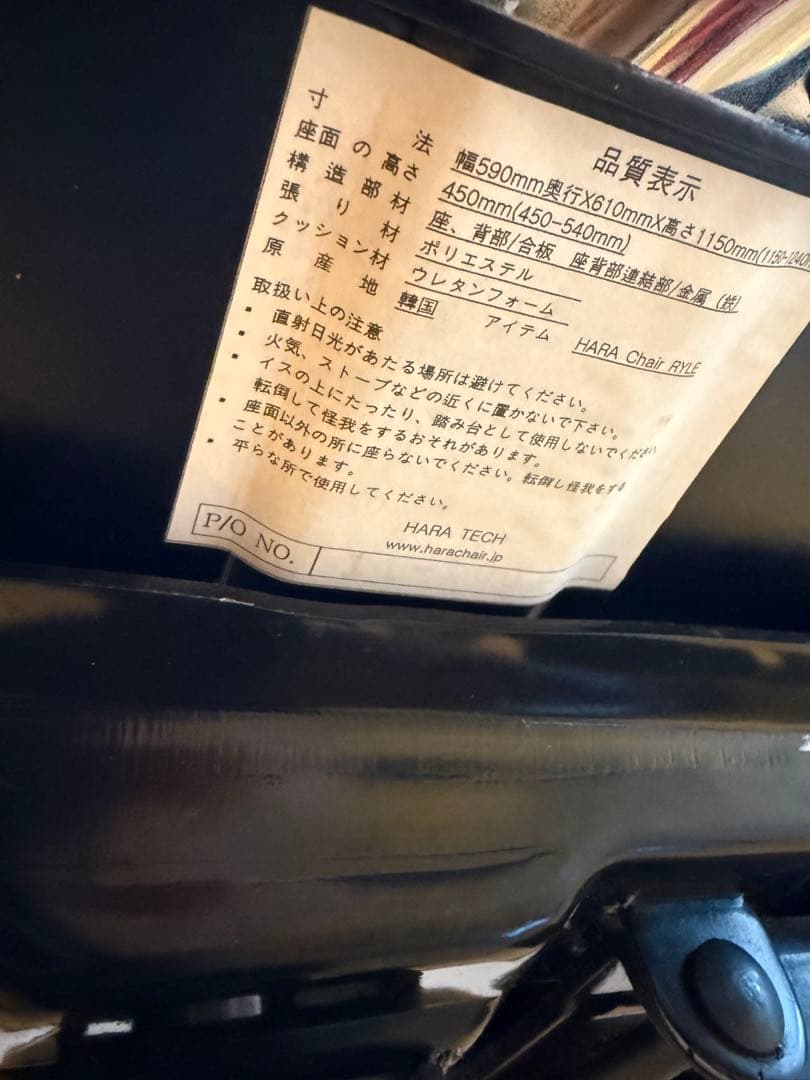 品質表示
寸法 幅590mm奥行X610mmX高さ1150mm(1150-1240m
座面の高さ 450mm(450-540mm)
構造部材 座、背部/合板 座背部連結部/金属 (鉄)
張り材 ポリエステル
クッション材 ウレタンフォーム
原産地 韓国 アイテム HARA Chair RYLE
取扱い上の注意
・直射日光があたる場所は避けてください。
・火気、ストーブなどの近くに置かないで下さい。
・イスの上にたったり、踏み台として使用しないでください
転倒して怪我をするおそれがあります。
・座面以外の所に座らないでください。転倒し怪我をする
ことがあります。
・平らな所で使用してください。
HARA TECH
www.harachair.jp
P/O NO.